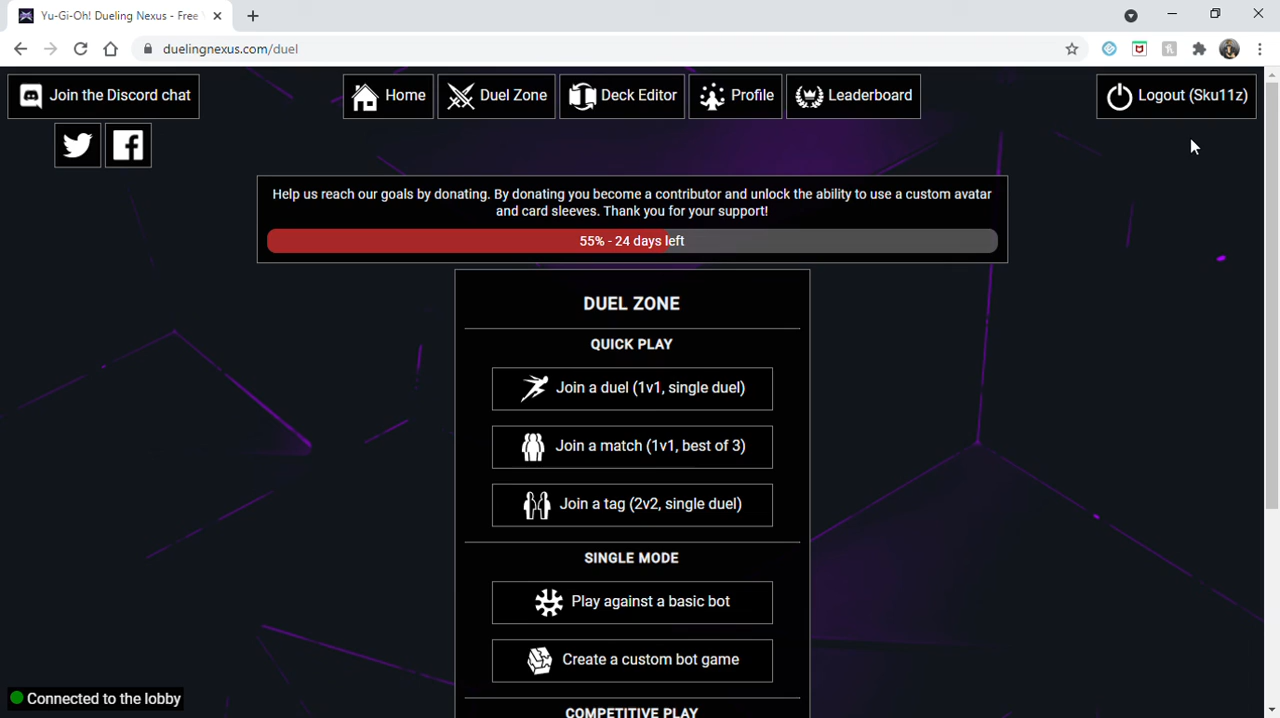 Yu-Gi-Oh! Dueling Nexus - Free
duelingnexus.com/duel
Join the Discord chat
Home
Duel Zone
Deck Editor
Profile
Leaderboard
Logout (Sku11z)
Help us reach our goals by donating. By donating you become a contributor and unlock the ability to use a custom avatar
and card sleeves. Thank you for your support!
55% - 24 days left
DUEL ZONE
QUICK PLAY
Join a duel (1v1, single duel)
Join a match (1v1, best of 3)
Join a tag (2v2, single duel)
SINGLE MODE
Play against a basic bot
Create a custom bot game
COMPETITIVE PLAY
Connected to the lobby